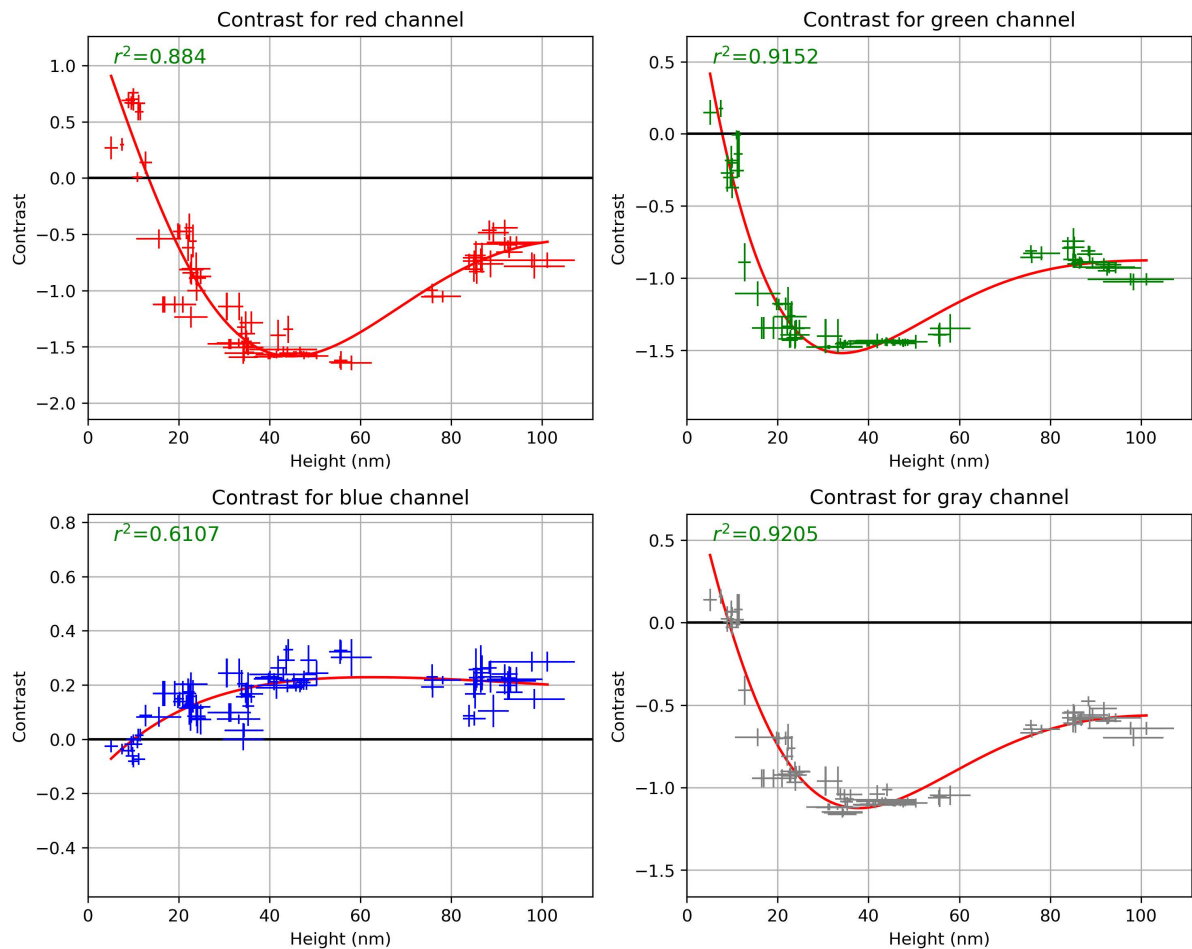 Contrast for red channel
r²=0.884
1.0
0.5
0.0
−0.5
−1.0
−1.5
−2.0
Contrast
0 20 40 60 80 100
Height (nm)
Contrast for green channel
r²=0.9152
0.5
0.0
−0.5
−1.0
−1.5
Contrast
0 20 40 60 80 100
Height (nm)
Contrast for blue channel
r²=0.6107
0.8
0.6
0.4
0.2
0.0
−0.2
−0.4
Contrast
0 20 40 60 80 100
Height (nm)
Contrast for gray channel
r²=0.9205
0.5
0.0
−0.5
−1.0
−1.5
Contrast
0 20 40 60 80 100
Height (nm)